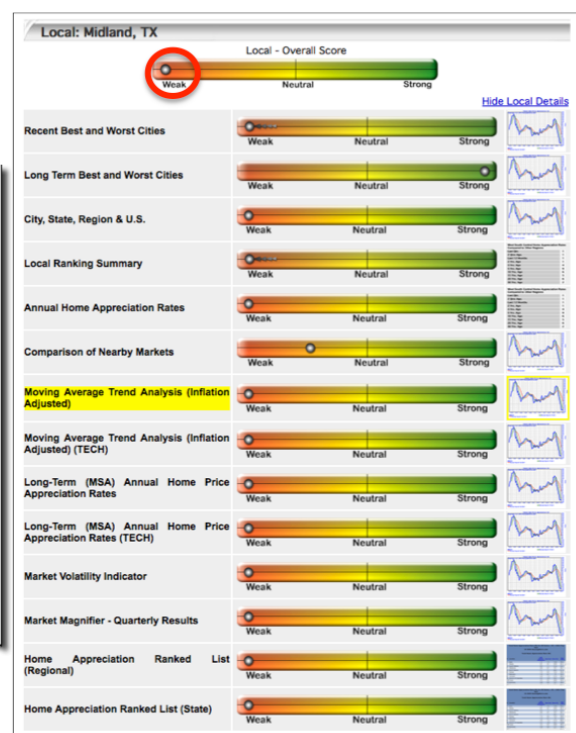 Local: Midland, TX
Local - Overall Score
Weak Neutral Strong
Hide Local Details
Recent Best and Worst Cities
Weak Neutral Strong
Long Term Best and Worst Cities
Weak Neutral Strong
City, State, Region & U.S.
Weak Neutral Strong
Local Ranking Summary
Weak Neutral Strong
Annual Home Appreciation Rates
Weak Neutral Strong
Comparison of Nearby Markets
Weak Neutral Strong
Moving Average Trend Analysis (Inflation
Adjusted)
Weak Neutral Strong
Moving Average Trend Analysis (Inflation
Adjusted) (TECH)
Weak Neutral Strong
Long-Term (MSA) Annual Home Price
Appreciation Rates
Weak Neutral Strong
Long-Term (MSA) Annual Home Price
Appreciation Rates (TECH)
Weak Neutral Strong
Market Volatility Indicator
Weak Neutral Strong
Market Magnifier - Quarterly Results
Weak Neutral Strong
Home Appreciation Ranked List
(Regional)
Weak Neutral Strong
Home Appreciation Ranked List (State)
Weak Neutral Strong